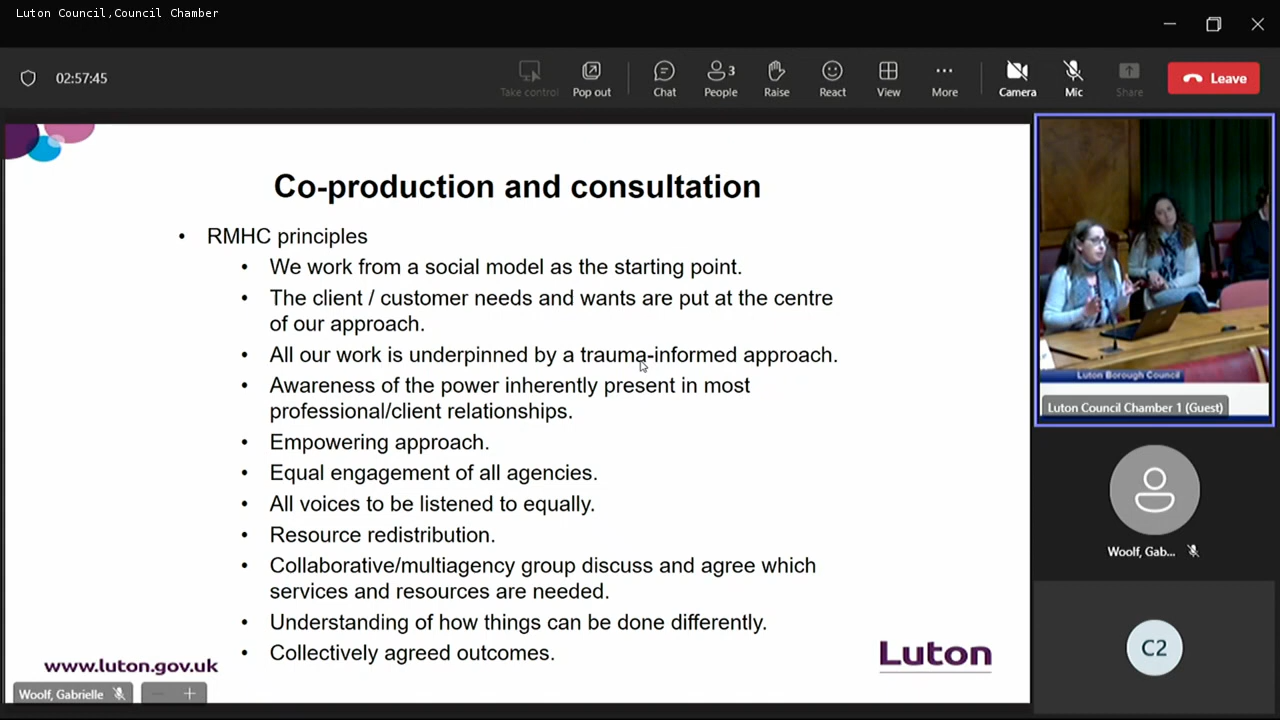 Luton Council,Council Chamber
02:57:45
Take control
Pop out
Chat
3
People
Raise
React
View
More
Camera
Mic
Share
Leave
Co-production and consultation
• RMHC principles
• We work from a social model as the starting point.
• The client / customer needs and wants are put at the centre
of our approach.
• All our work is underpinned by a trauma-informed approach.
• Awareness of the power inherently present in most
professional/client relationships.
• Empowering approach.
• Equal engagement of all agencies.
• All voices to be listened to equally.
• Resource redistribution.
• Collaborative/multiagency group discuss and agree which
services and resources are needed.
• Understanding of how things can be done differently.
• Collectively agreed outcomes.
www.luton.gov.uk
Luton
Woolf, Gabrielle
Luton Borough Council
Luton Council Chamber 1 (Guest)
Woolf, Gab...
C2